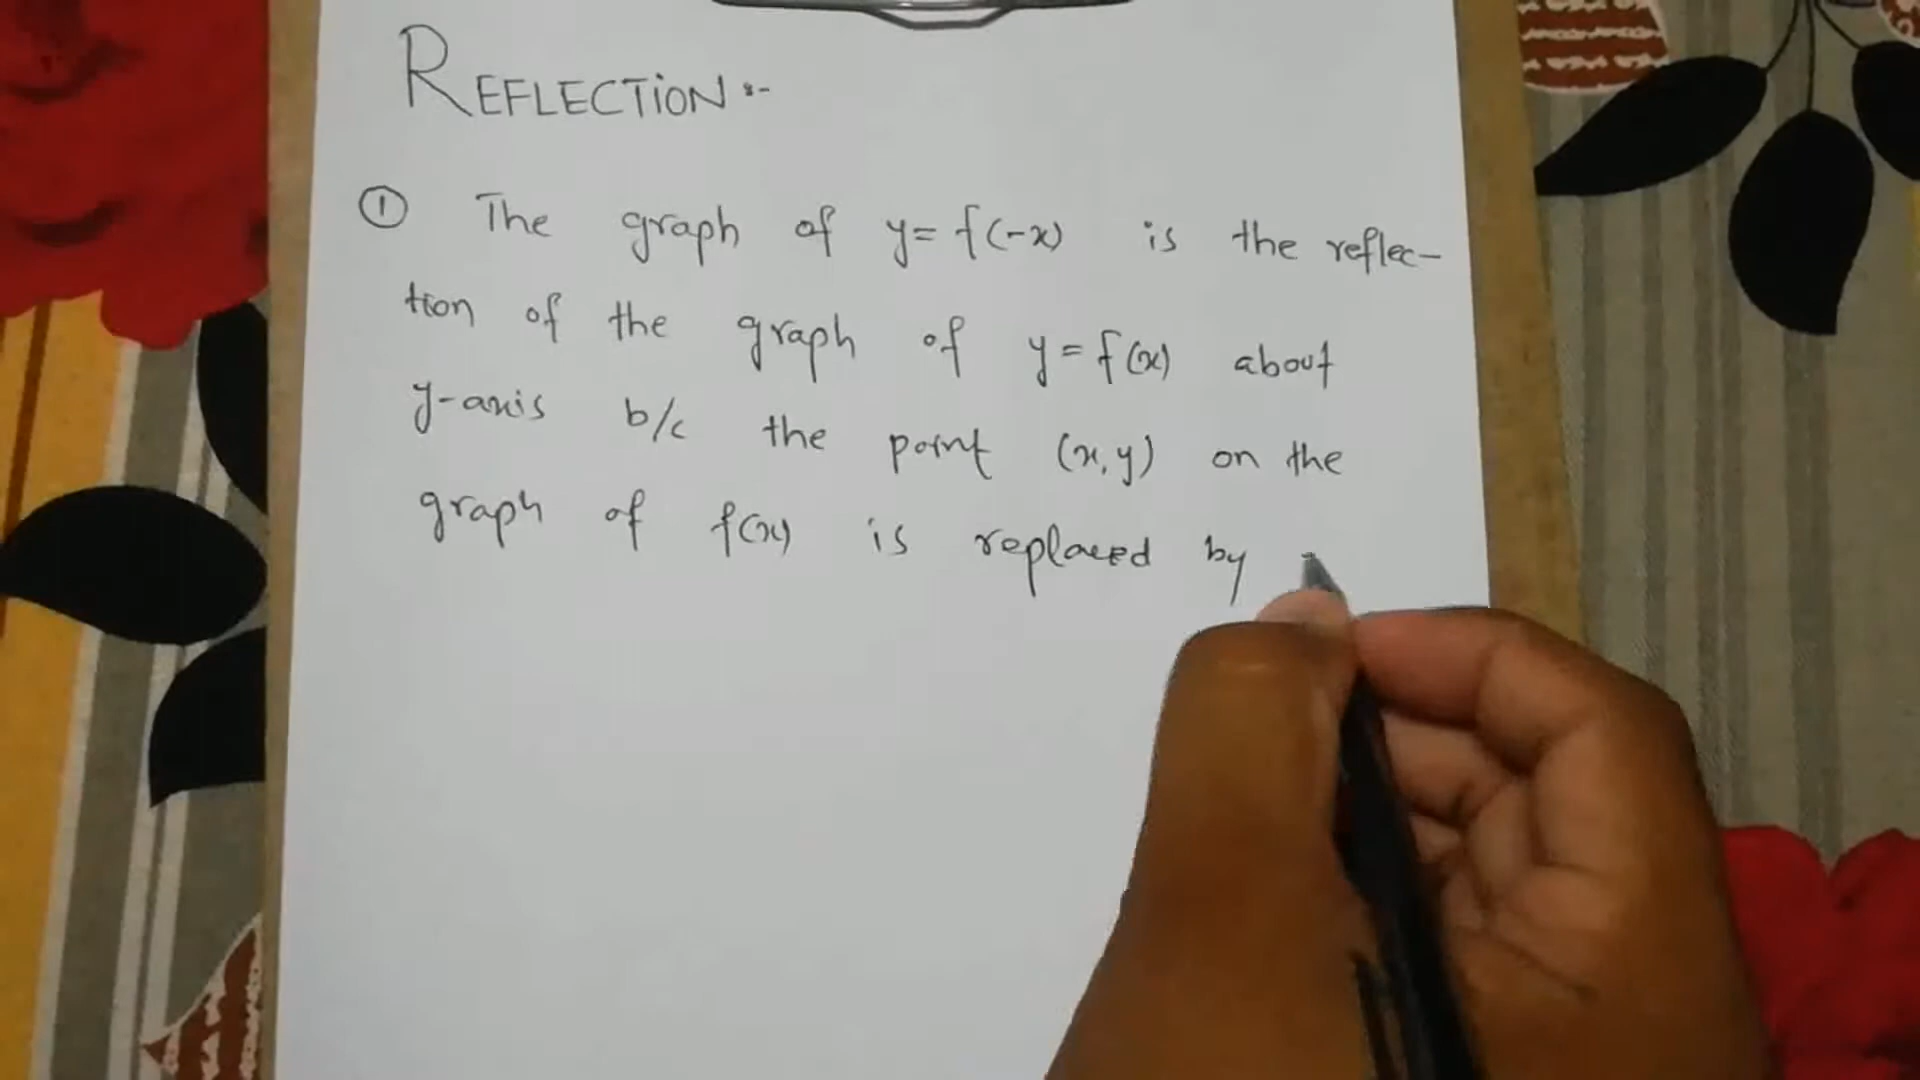 REFLECTION :-
① The graph of y = f(-x) is the reflec-
tion of the graph of y = f(x) about
y-axis b/c the point (x, y) on the
graph of f(x) is replaced by